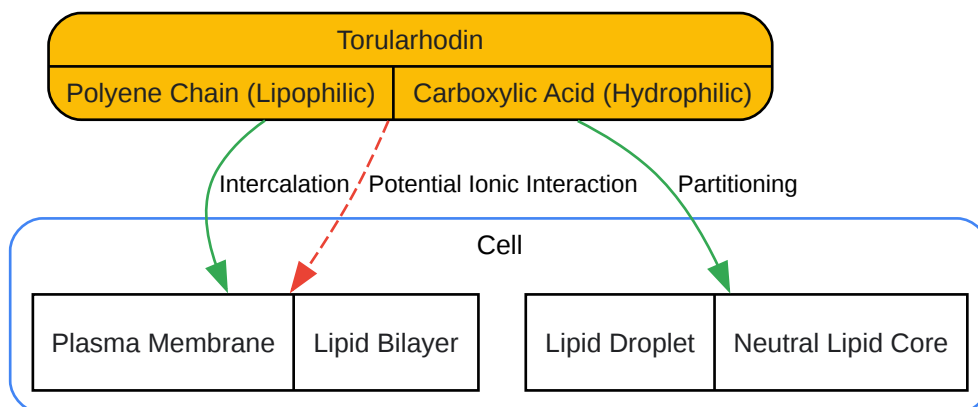 Torularhodin
Polyene Chain (Lipophilic)
Carboxylic Acid (Hydrophilic)
Intercalation
Potential Ionic Interaction
Partitioning
Cell
Plasma Membrane
Lipid Bilayer
Lipid Droplet
Neutral Lipid Core